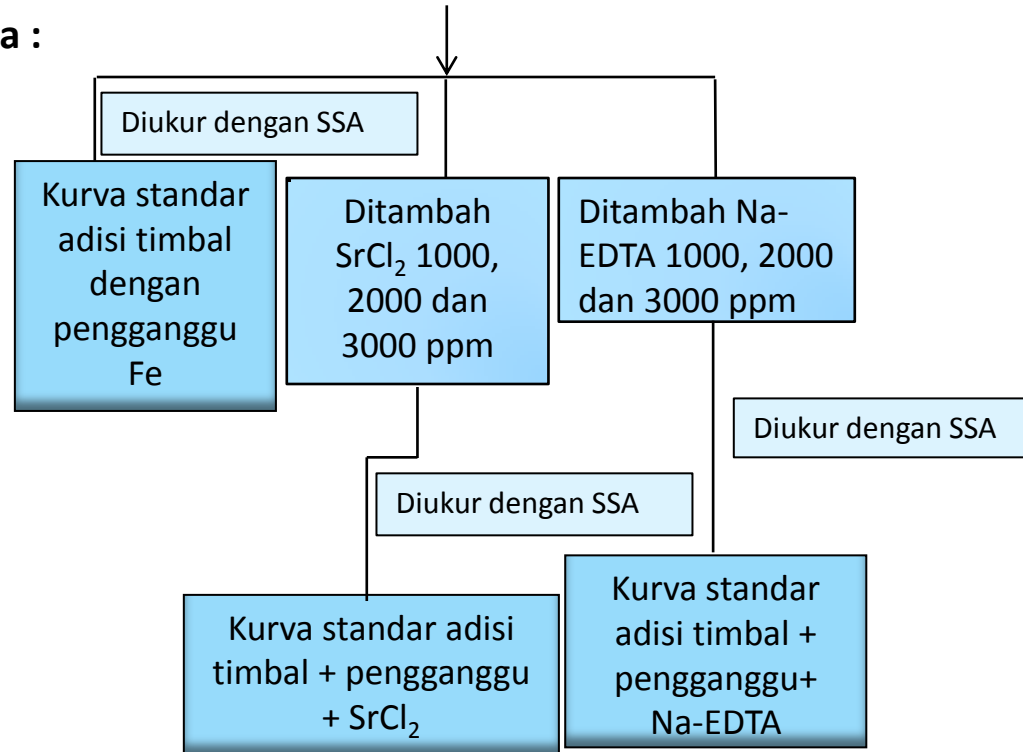 a :
Diukur dengan SSA
Kurva standar
adisi timbal
dengan
pengganggu
Fe
Ditambah
SrCl₂ 1000,
2000 dan
3000 ppm
Ditambah Na-
EDTA 1000, 2000
dan 3000 ppm
Diukur dengan SSA
Diukur dengan SSA
Kurva standar adisi
timbal + pengganggu
+ SrCl₂
Kurva standar
adisi timbal +
pengganggu+
Na-EDTA